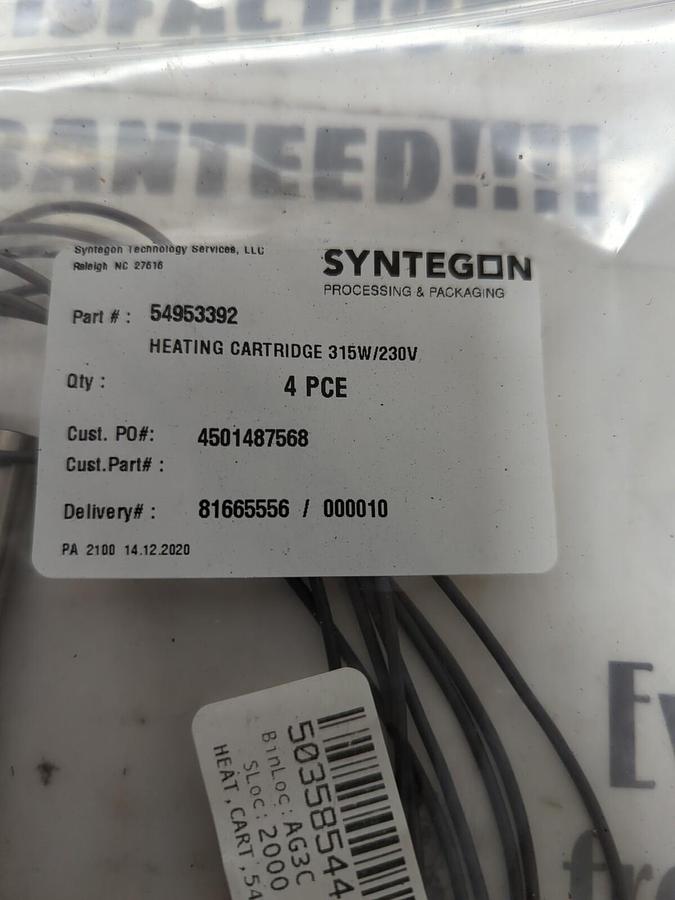 Syntegon Technology Services, LLC
Raleigh NC 27616
SYNTEGON
PROCESSING & PACKAGING
Part # : 54953392
HEATING CARTRIDGE 315W/230V
Qty : 4 PCE
Cust. PO#: 4501487568
Cust.Part# :
Delivery# : 81665556 / 000010
PA 2100 14.12.2020
50358544
BinLoc: AG3C
SLoc: 2000
HEAT,CART,54